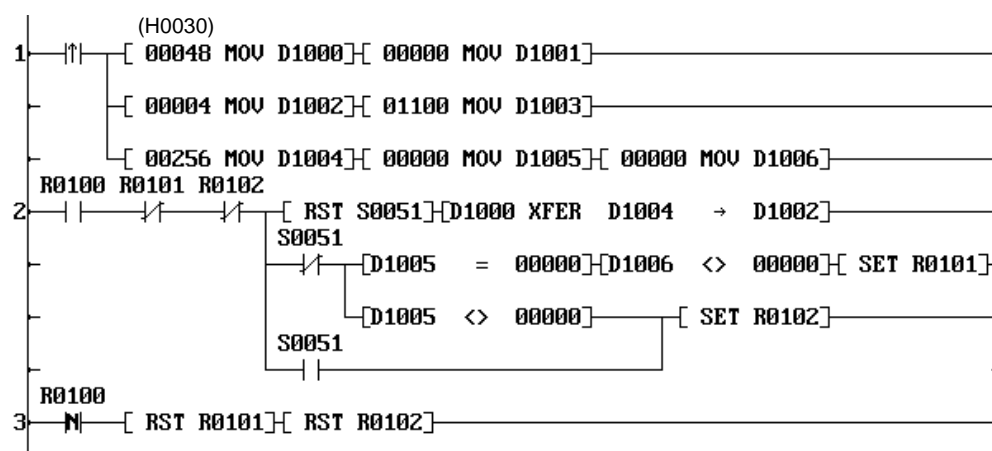 (H0030)
1 [ 00048 MOV D1000] [ 00000 MOV D1001]
[ 00004 MOV D1002] [ 01100 MOV D1003]
[ 00256 MOV D1004] [ 00000 MOV D1005] [ 00000 MOV D1006]
R0100 R0101 R0102
2 [ RST S0051] [D1000 XFER D1004 → D1002]
S0051
[D1005 = 00000] [D1006 <> 00000] [ SET R0101]
[D1005 <> 00000] [ SET R0102]
S0051
R0100
3 N [ RST R0101] [ RST R0102]